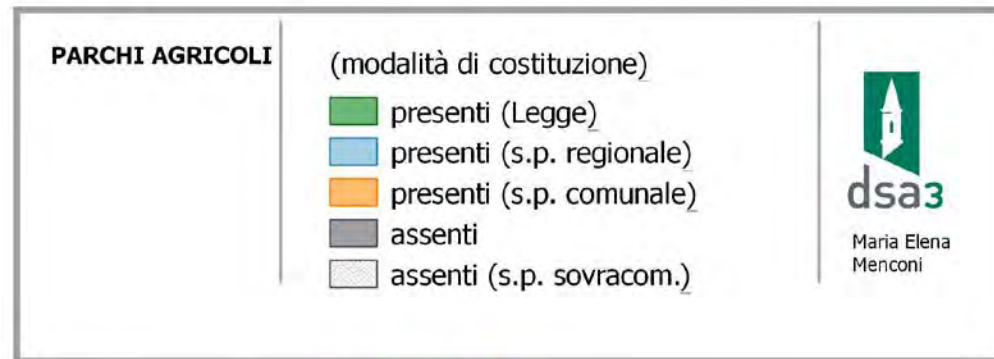 PARCHI AGRICOLI
(modalità di costituzione)
presenti (Legge)
presenti (s.p. regionale)
presenti (s.p. comunale)
assenti
assenti (s.p. sovracom.)
dsa3
Maria Elena
Menconi